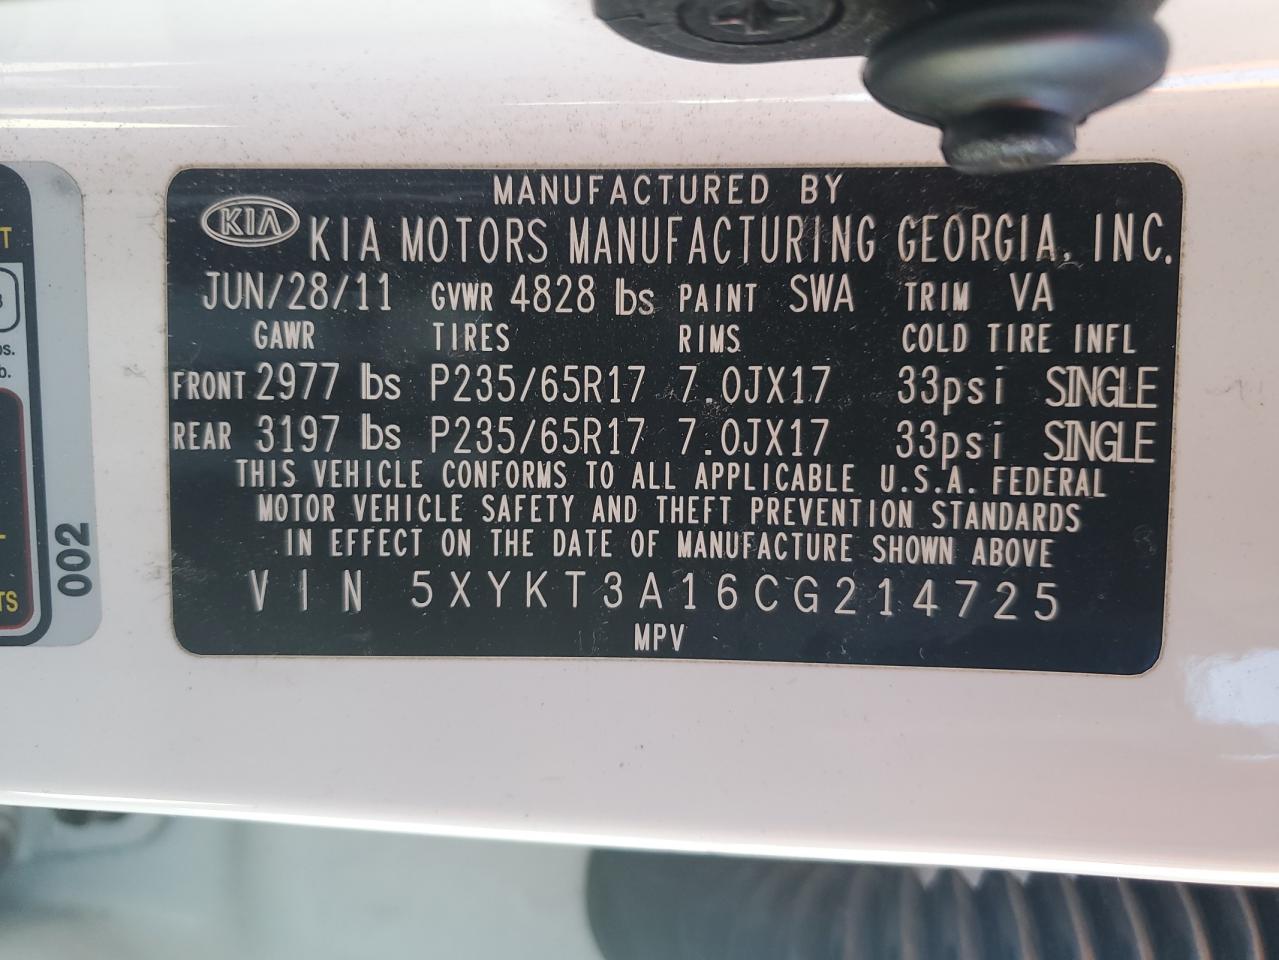 MANUFACTURED BY
KIA KIA MOTORS MANUFACTURING GEORGIA, INC.
JUN/28/11 GVWR 4828 lbs PAINT SWA TRIM VA
GAWR TIRES RIMS COLD TIRE INFL
FRONT 2977 lbs P235/65R17 7.0JX17 33psi SINGLE
REAR 3197 lbs P235/65R17 7.0JX17 33psi SINGLE
THIS VEHICLE CONFORMS TO ALL APPLICABLE U.S.A. FEDERAL
MOTOR VEHICLE SAFETY AND THEFT PREVENTION STANDARDS
IN EFFECT ON THE DATE OF MANUFACTURE SHOWN ABOVE
VIN 5XYKT3A16CG214725
MPV
002